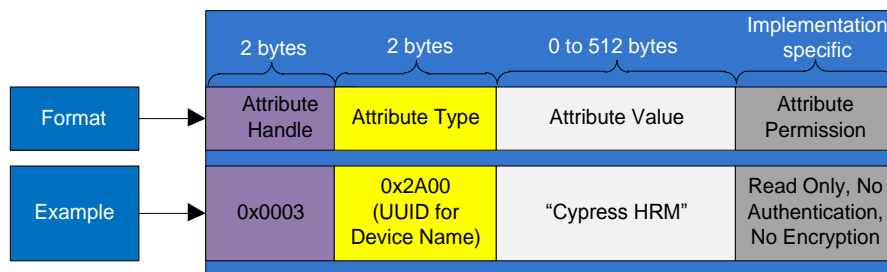 2 bytes
2 bytes
0 to 512 bytes
Implementation
specific
Format
Attribute
Handle
Attribute Type
Attribute Value
Attribute
Permission
Example
0x0003
0x2A00
(UUID for
Device Name)
“Cypress HRM”
Read Only, No
Authentication,
No Encryption